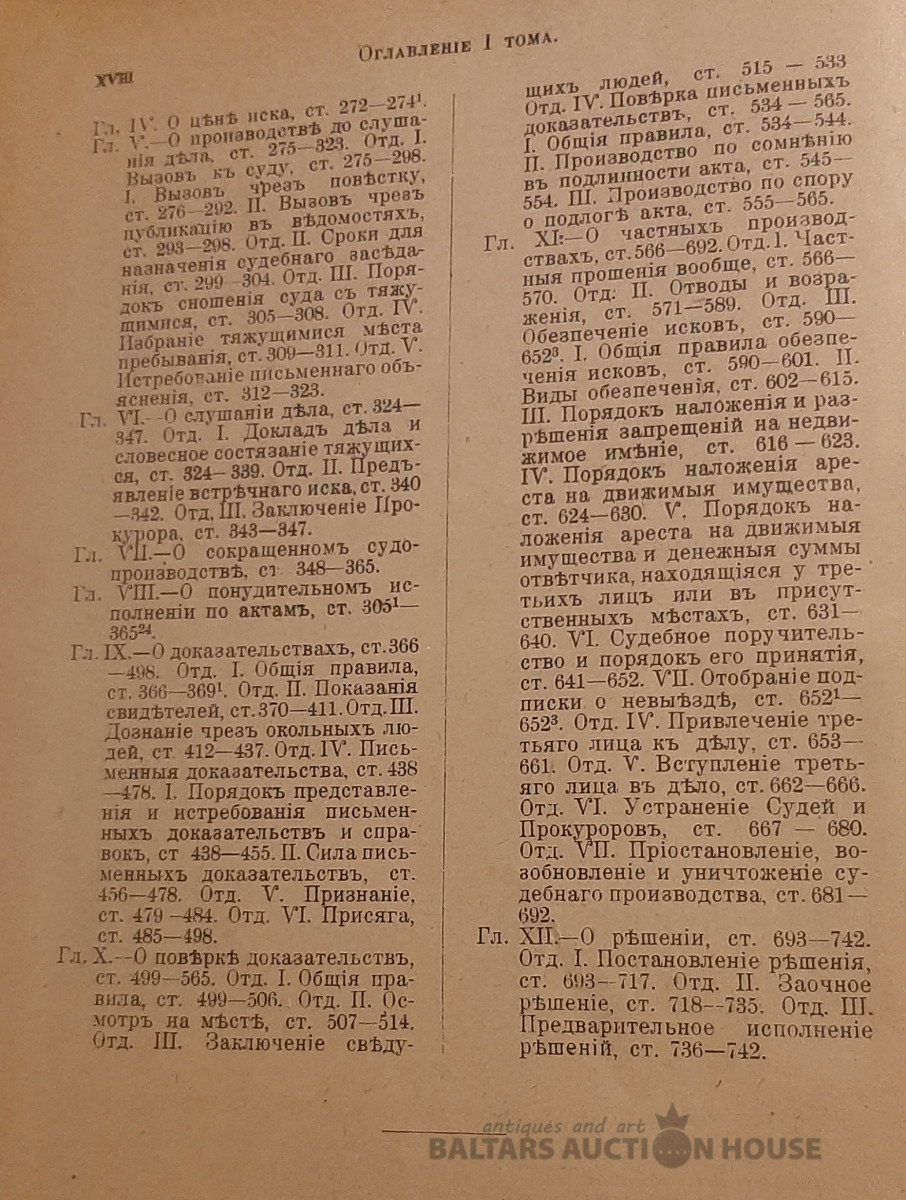 XVIII
Оглавленіе I тома.
Гл. IV. О цѣнѣ иска, ст. 272—274¹.
Гл. V.—О производствѣ до слуша-
нія дѣла, ст. 275—323. Отд. I.
Вызовъ къ суду, ст. 275—298.
I. Вызовъ чрезъ повѣстку,
ст. 276—292. II. Вызовъ чрезъ
публикацію въ вѣдомостяхъ,
ст. 293—298. Отд. II. Сроки для
назначенія судебнаго засѣда-
нія, ст. 299—304. Отд. III. Поря-
докъ сношенія суда съ тяжу-
щимися, ст. 305—308. Отд. IV.
Избраніе тяжущимися мѣста
пребыванія, ст. 309—311. Отд. V.
Истребованіе письменнаго объ-
ясненія, ст. 312—323.
Гл. VI.—О слушаніи дѣла, ст. 324—
347. Отд. I. Докладъ дѣла и
словесное состязаніе тяжущих-
ся, ст. 324—339. Отд. II. Предъ-
явленіе встрѣчнаго иска, ст. 340
—342. Отд. III. Заключеніе Про-
курора, ст. 343—347.
Гл. VII.—О сокращенномъ судо-
производствѣ, ст 348—365.
Гл. VIII.—О понудительномъ ис-
полненіи по актамъ, ст. 305¹—
365²⁴.
Гл. IX.—О доказательствахъ, ст. 366
—498. Отд. I. Общія правила,
ст. 366—369¹. Отд. II. Показанія
свидѣтелей, ст. 370—411. Отд. III.
Дознаніе чрезъ окольныхъ лю-
дей, ст 412—437. Отд. IV. Пись-
менныя доказательства, ст. 438
—478. I. Порядокъ представле-
нія и истребованія письмен-
ныхъ доказательствъ и спра-
вокъ, ст 438—455. II. Сила пись-
менныхъ доказательствъ, ст.
456—478. Отд. V. Признаніе,
ст. 479—484. Отд. VI. Присяга,
ст. 485—498.
Гл. X.—О повѣркѣ доказательствъ,
ст. 499—565. Отд. I. Общія пра-
вила, ст. 499—506. Отд. II. Ос-
мотръ на мѣстѣ, ст. 507—514.
Отд. III. Заключеніе свѣду-
щихъ людей, ст. 515 — 533
Отд. IV. Повѣрка письменныхъ
доказательствъ, ст. 534—565.
I. Общія правила, ст. 534—544.
II. Производство по сомнѣнію
въ подлинности акта, ст. 545—
554. III. Производство по спору
о подлогѣ акта, ст. 555—565.
Гл. XI.—О частныхъ производ-
ствахъ, ст. 566—692. Отд. I. Част-
ныя прошенія вообще, ст. 566—
570. Отд. II. Отводы и возра-
женія, ст. 571—589. Отд. III.
Обезпеченіе исковъ, ст. 590—
652³. I. Общія правила обезпе-
ченія исковъ, ст. 590—601. II.
Виды обезпеченія, ст. 602—615.
III. Порядокъ наложенія и раз-
рѣшенія запрещеній на недви-
жимое имѣніе, ст. 616—623.
IV. Порядокъ наложенія аре-
ста на движимыя имущества,
ст. 624—630. V. Порядокъ на-
ложенія ареста на движимыя
имущества и денежныя суммы
отвѣтчика, находящіяся у тре-
тьихъ лицъ или въ присут-
ственныхъ мѣстахъ, ст. 631—
640. VI. Судебное поручитель-
ство и порядокъ его принятія,
ст. 641—652. VII. Отобраніе под-
писки о невыѣздѣ, ст. 652¹—
652³. Отд. IV. Привлеченіе тре-
тьяго лица къ дѣлу, ст. 653—
661. Отд. V. Вступленіе треть-
яго лица въ дѣло, ст. 662—666.
Отд. VI. Устраненіе Судей и
Прокуроровъ, ст. 667 — 680.
Отд. VII. Пріостановленіе, во-
зобновленіе и уничтоженіе су-
дебнаго производства, ст. 681—
692.
Гл. XII.—О рѣшеніи, ст. 693—742.
Отд. I. Постановленіе рѣшенія,
ст. 693—717. Отд. II. Заочное
рѣшеніе, ст. 718—735. Отд. III.
Предварительное исполненіе
рѣшеній, ст. 736—742.
antiques and art
BALTARS AUCTION HOUSE